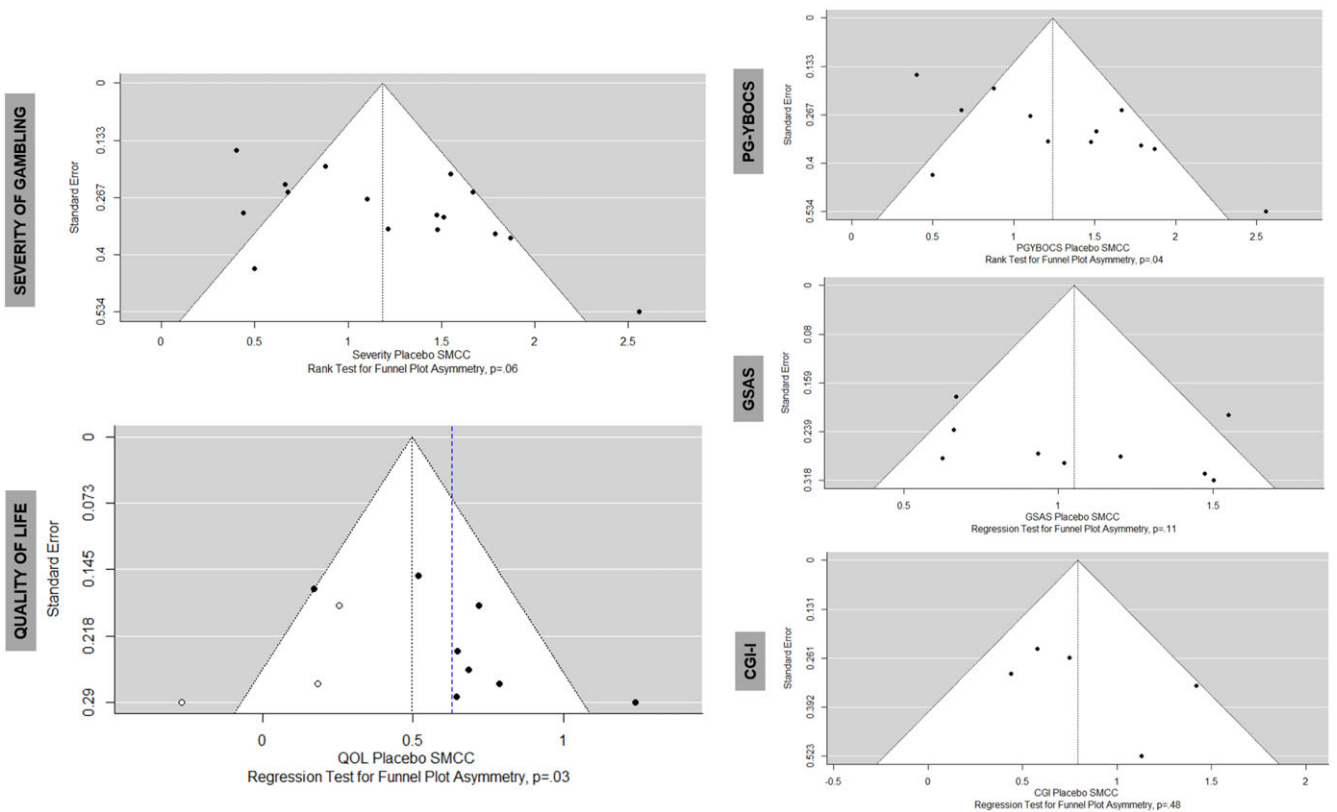 SEVERITY OF GAMBLING
Standard Error
0
0.133
0.267
0.4
0.534
0
0.5
1
1.5
2
2.5
Severity Placebo SMCC
Rank Test for Funnel Plot Asymmetry, p=.06
QUALITY OF LIFE
Standard Error
0
0.073
0.145
0.218
0.29
0
0.5
1
QOL Placebo SMCC
Regression Test for Funnel Plot Asymmetry, p=.03
PG-YBOCS
Standard Error
0
0.133
0.267
0.4
0.534
0
0.5
1
1.5
2
2.5
PGYBOCS Placebo SMCC
Rank Test for Funnel Plot Asymmetry, p=.04
GSAS
Standard Error
0
0.08
0.159
0.239
0.318
0.5
1
1.5
GSAS Placebo SMCC
Regression Test for Funnel Plot Asymmetry, p=.11
CGI-I
Standard Error
0
0.131
0.261
0.392
0.523
-0.5
0
0.5
1
1.5
2
CGI Placebo SMCC
Regression Test for Funnel Plot Asymmetry, p=.48